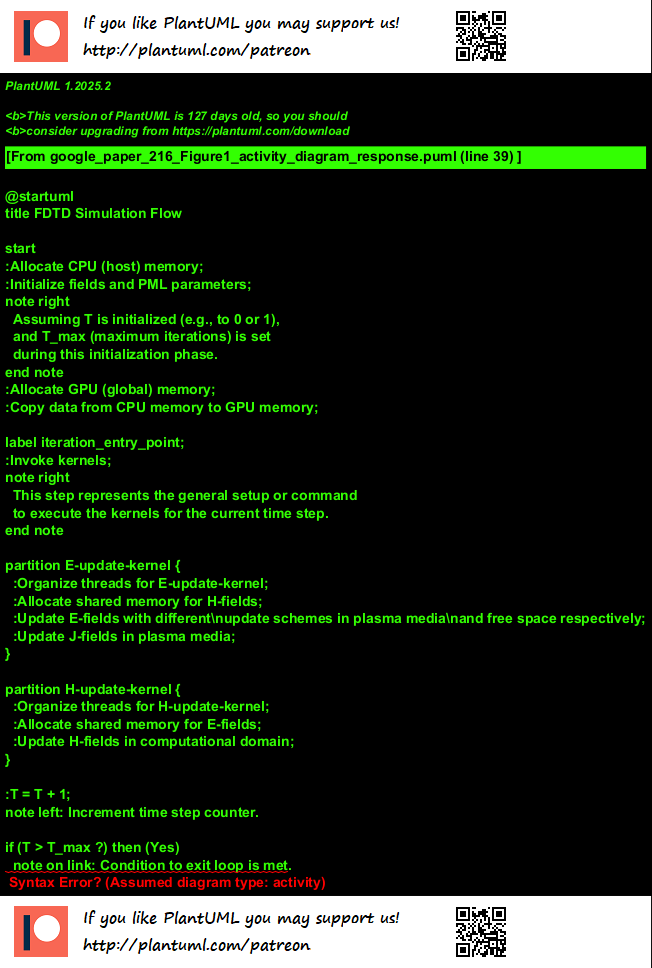 If you like PlantUML you may support us!
http://plantuml.com/patreon
PlantUML 1.2025.2
<b>This version of PlantUML is 127 days old, so you should
<b>consider upgrading from https://plantuml.com/download
[From google_paper_216_Figure1_activity_diagram_response.puml (line 39) ]
@startuml
title FDTD Simulation Flow
start
:Allocate CPU (host) memory;
:Initialize fields and PML parameters;
note right
Assuming T is initialized (e.g., to 0 or 1),
and T_max (maximum iterations) is set
during this initialization phase.
end note
:Allocate GPU (global) memory;
:Copy data from CPU memory to GPU memory;
label iteration_entry_point;
:Invoke kernels;
note right
This step represents the general setup or command
to execute the kernels for the current time step.
end note
partition E-update-kernel {
:Organize threads for E-update-kernel;
:Allocate shared memory for H-fields;
:Update E-fields with different\nupdate schemes in plasma media\nand free space respectively;
:Update J-fields in plasma media;
}
partition H-update-kernel {
:Organize threads for H-update-kernel;
:Allocate shared memory for E-fields;
:Update H-fields in computational domain;
}
:T = T + 1;
note left: Increment time step counter.
if (T > T_max ?) then (Yes)
note on link: Condition to exit loop is met.
Syntax Error? (Assumed diagram type: activity)
If you like PlantUML you may support us!
http://plantuml.com/patreon